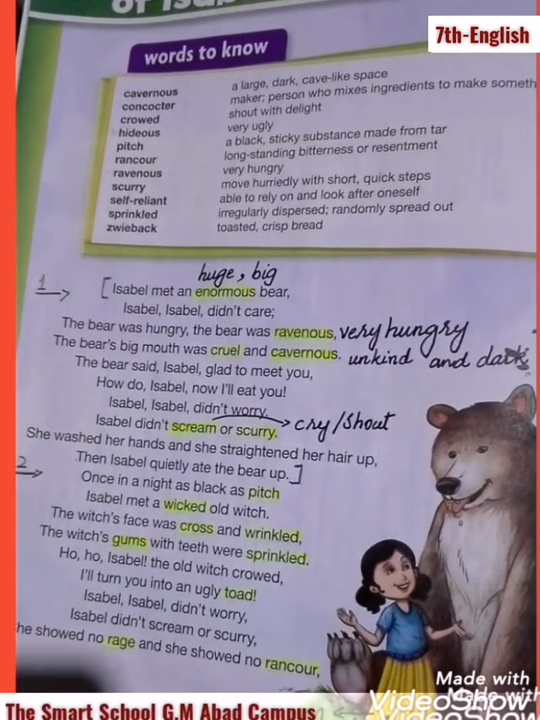 of Isab
7th-English
words to know
cavernous a large, dark, cave-like space
concocter maker; person who mixes ingredients to make someth
crowed shout with delight
hideous very ugly
pitch a black, sticky substance made from tar
rancour long-standing bitterness or resentment
ravenous very hungry
scurry move hurriedly with short, quick steps
self-reliant able to rely on and look after oneself
sprinkled irregularly dispersed; randomly spread out
zwieback toasted, crisp bread
huge, big
1 [Isabel met an enormous bear,
Isabel, Isabel, didn't care;
The bear was hungry, the bear was ravenous, very hungry
The bear's big mouth was cruel and cavernous. unkind and dark
The bear said, Isabel, glad to meet you,
How do, Isabel, now I'll eat you!
Isabel, Isabel, didn't worry,
Isabel didn't scream or scurry. cry/shout
She washed her hands and she straightened her hair up,
Then Isabel quietly ate the bear up.]
2 Once in a night as black as pitch
Isabel met a wicked old witch.
The witch's face was cross and wrinkled,
The witch's gums with teeth were sprinkled.
Ho, ho, Isabel! the old witch crowed,
I'll turn you into an ugly toad!
Isabel, Isabel, didn't worry,
Isabel didn't scream or scurry,
he showed no rage and she showed no rancour,
Made with
VideoShow
Made with
VideoShow
The Smart School G.M Abad Campus